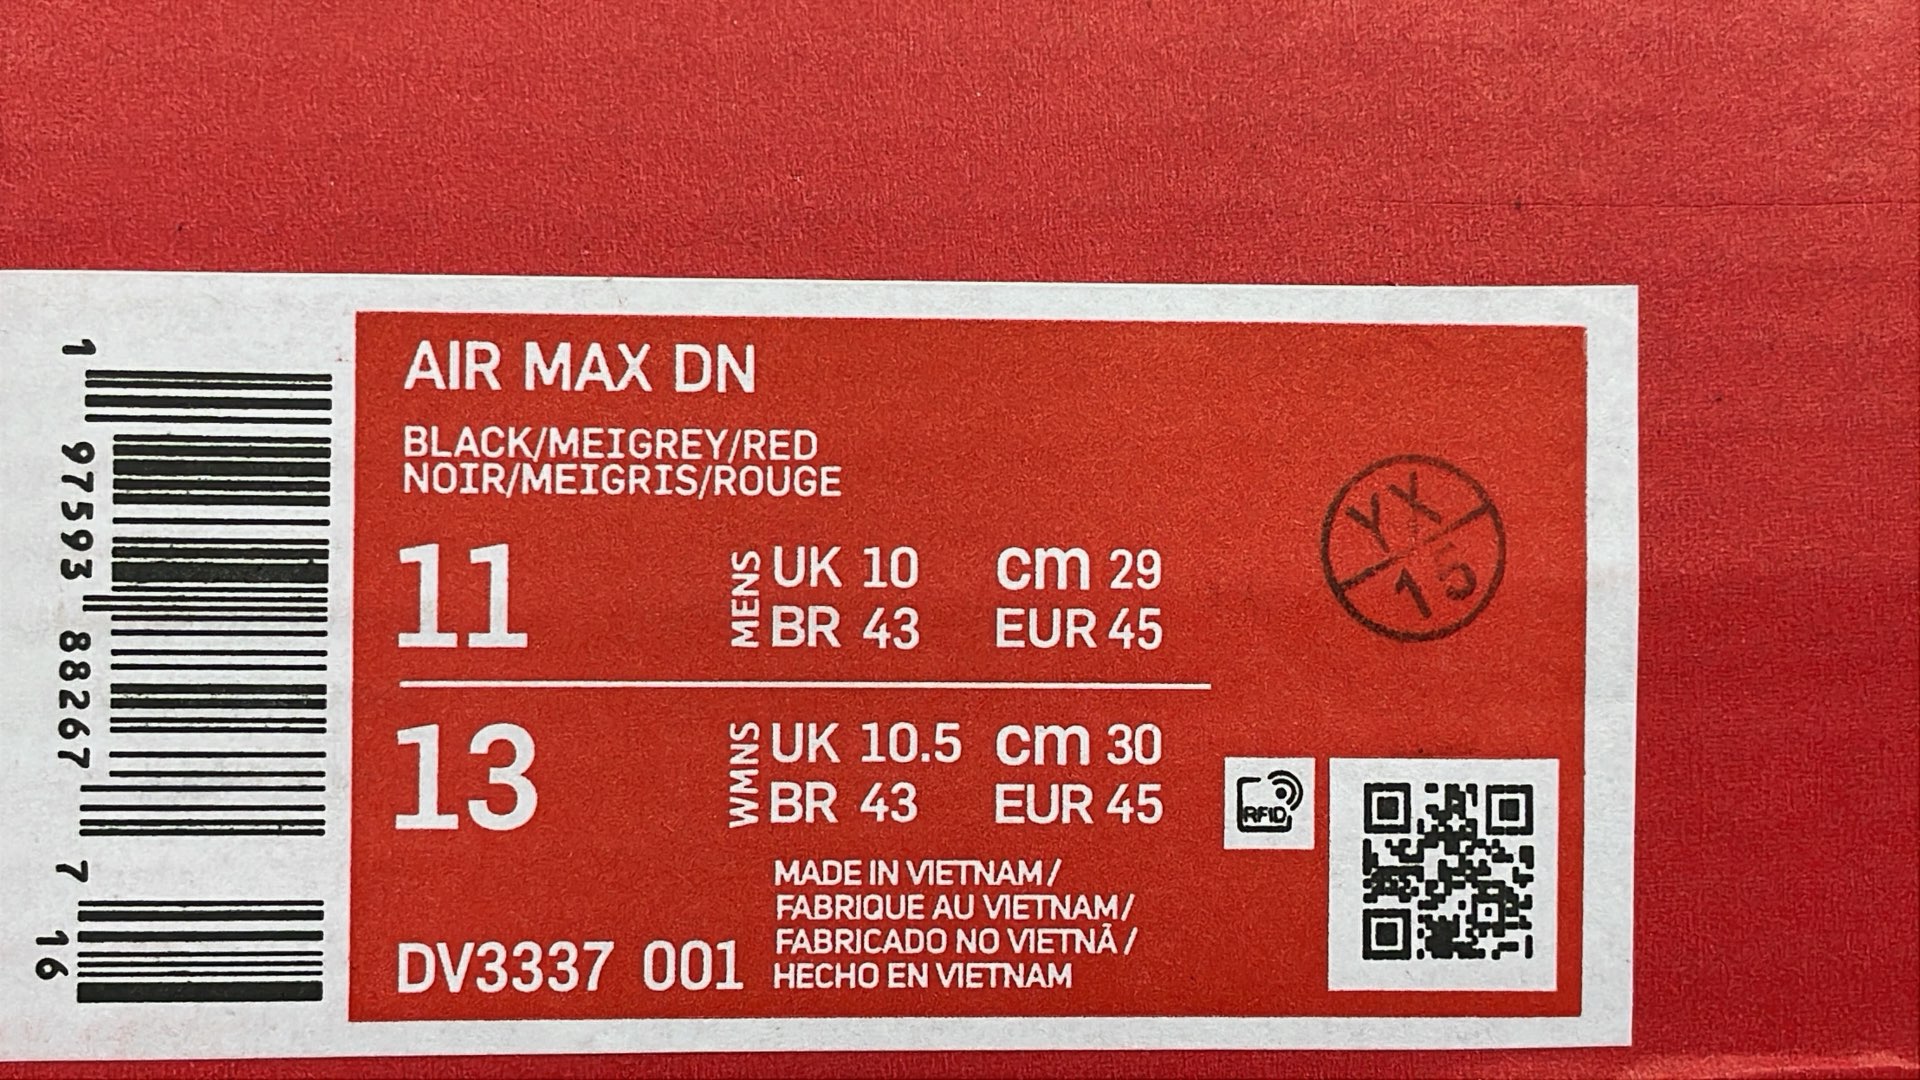 AIR MAX DN
BLACK/MEIGREY/RED
NOIR/MEIGRIS/ROUGE
11
MENS
UK 10 cm 29
BR 43 EUR 45
13
WMNS
UK 10.5 cm 30
BR 43 EUR 45
MADE IN VIETNAM/
FABRIQUE AU VIETNAM/
FABRICADO NO VIETNÃ /
HECHO EN VIETNAM
DV3337 001
YX
15
RFID
1 97593 88267 7
16